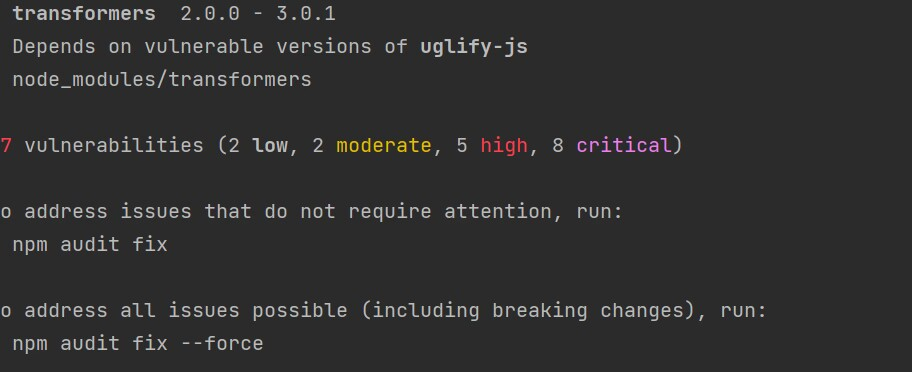 transformers  2.0.0 - 3.0.1
Depends on vulnerable versions of uglify-js
node_modules/transformers
7 vulnerabilities (2 low, 2 moderate, 5 high, 8 critical)
o address issues that do not require attention, run:
npm audit fix
o address all issues possible (including breaking changes), run:
npm audit fix --force